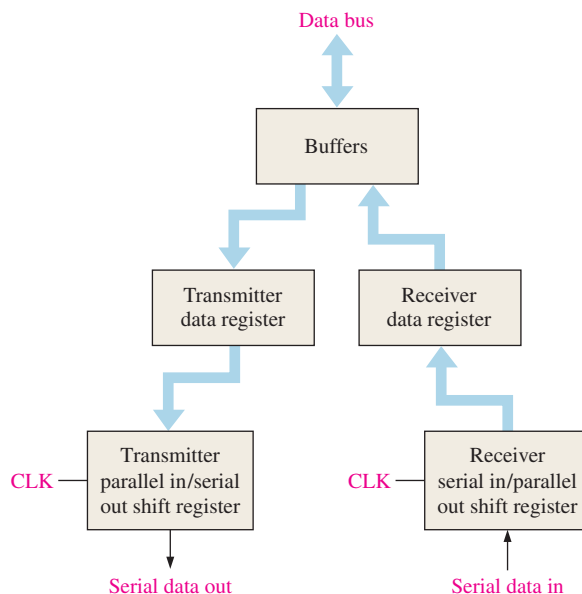 Data bus
Buffers
Transmitter
data register
Receiver
data register
CLK
Transmitter
parallel in/serial
out shift register
CLK
Receiver
serial in/parallel
out shift register
Serial data out
Serial data in